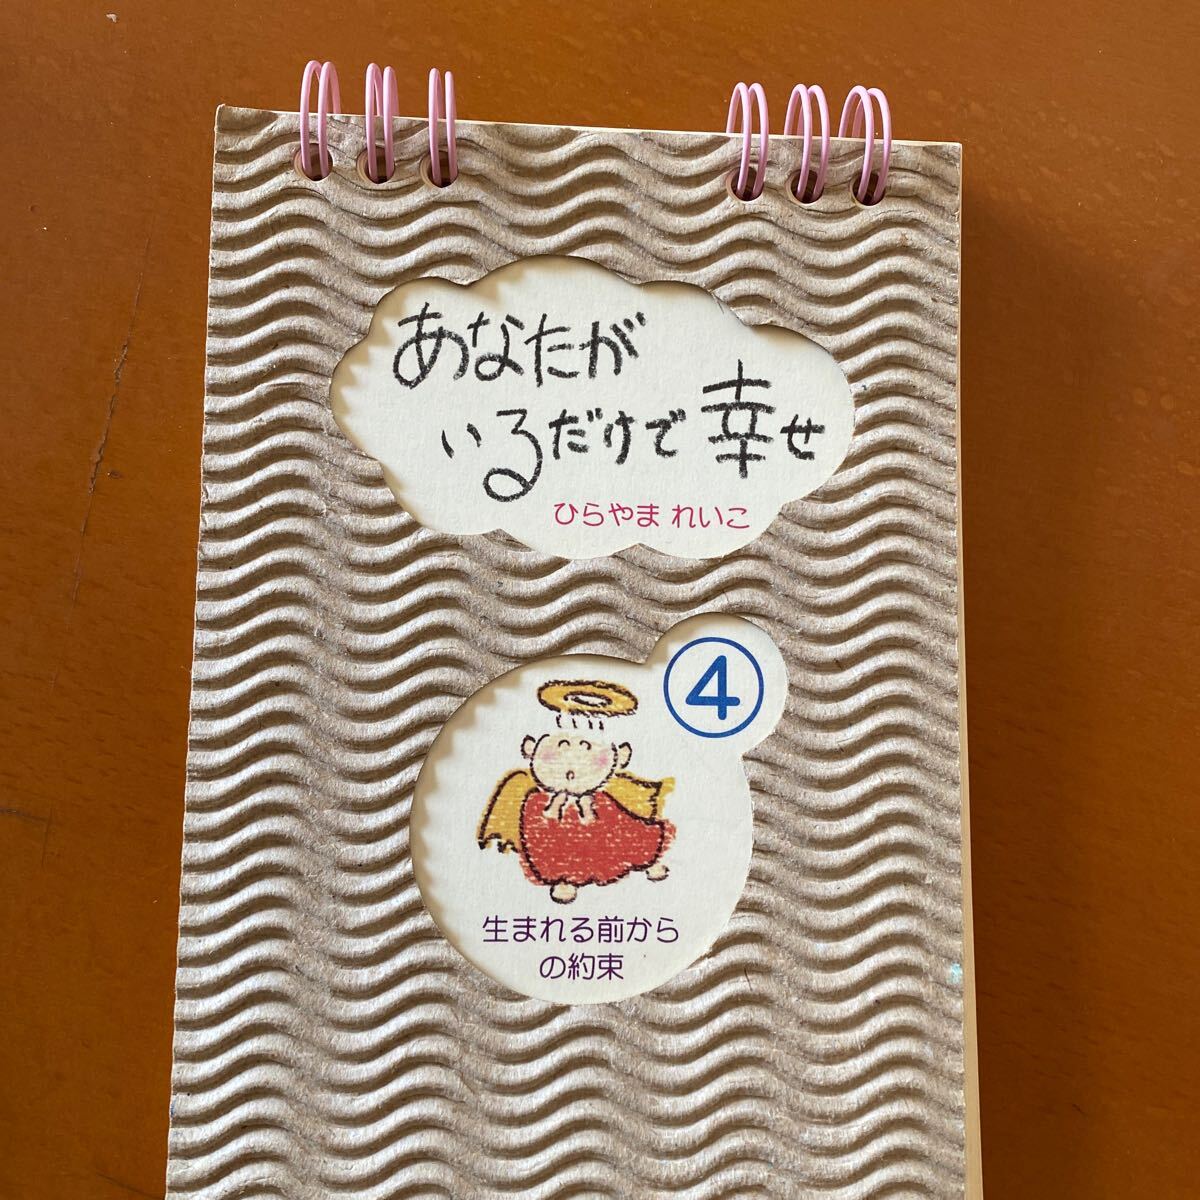 あなたが
いるだけで 幸せ
ひらやま れいこ
④
生まれる前から
の約束